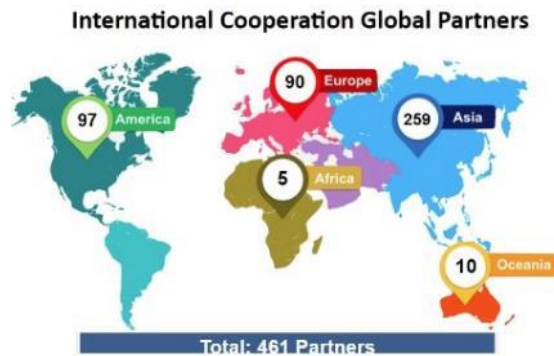 International Cooperation Global Partners
90 Europe
97 America
259 Asia
5 Africa
10 Oceania
Total: 461 Partners